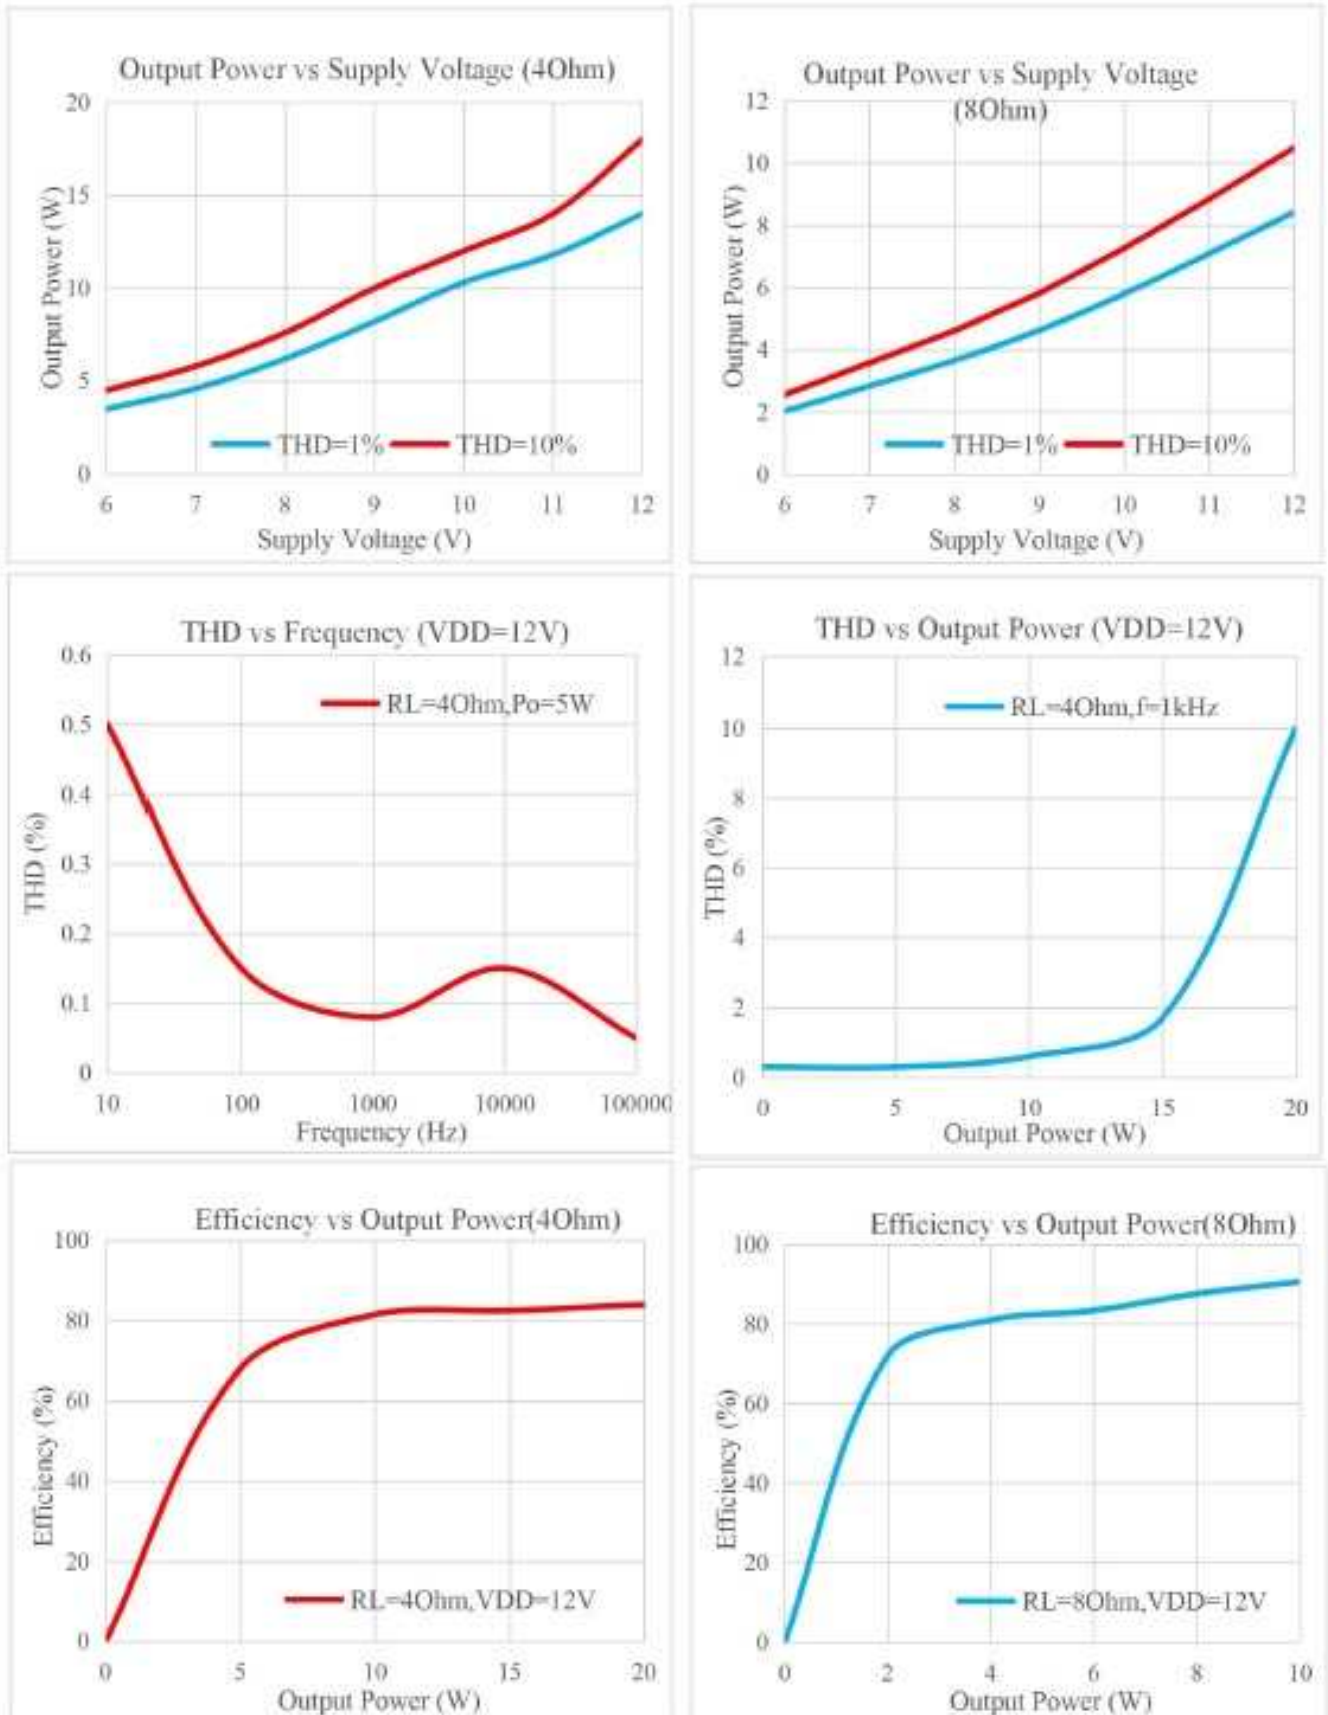 Output Power vs Supply Voltage (4Ohm)
20
15
10
5
0
Output Power (W)
THD=1% THD=10%
6 7 8 9 10 11 12
Supply Voltage (V)
Output Power vs Supply Voltage
(8Ohm)
12
10
8
6
4
2
0
Output Power (W)
THD=1% THD=10%
6 7 8 9 10 11 12
Supply Voltage (V)
THD vs Frequency (VDD=12V)
0.6
0.5
0.4
0.3
0.2
0.1
0
THD (%)
RL=4Ohm,Po=5W
10 100 1000 10000 100000
Frequency (Hz)
THD vs Output Power (VDD=12V)
12
10
8
6
4
2
0
THD (%)
RL=4Ohm,f=1kHz
0 5 10 15 20
Output Power (W)
Efficiency vs Output Power(4Ohm)
100
80
60
40
20
0
Efficiency (%)
RL=4Ohm,VDD=12V
0 5 10 15 20
Output Power (W)
Efficiency vs Output Power(8Ohm)
100
80
60
40
20
0
Efficiency (%)
RL=8Ohm,VDD=12V
0 2 4 6 8 10
Output Power (W)